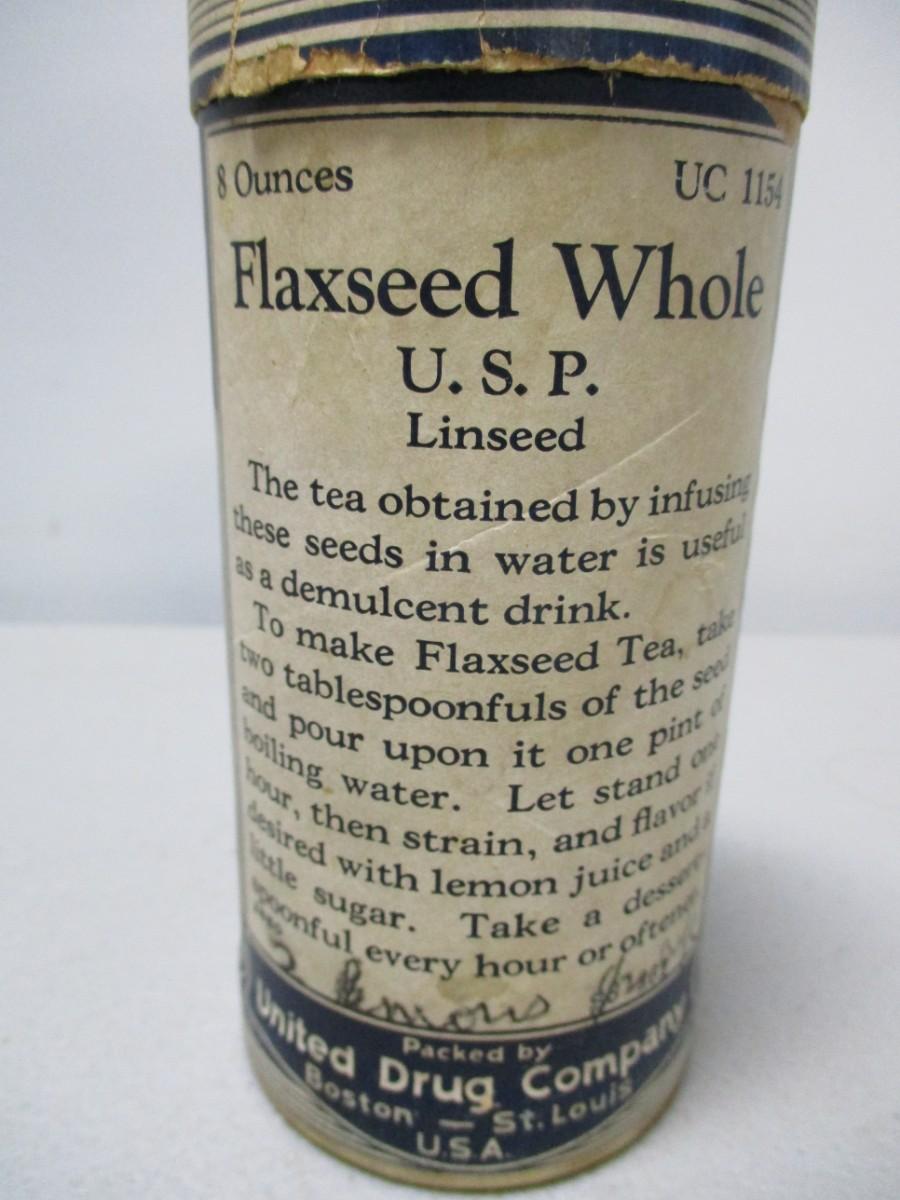 8 Ounces UC 1154
Flaxseed Whole
U. S. P.
Linseed
The tea obtained by infusing
these seeds in water is useful
as a demulcent drink.
To make Flaxseed Tea, take
two tablespoonfuls of the seed
and pour upon it one pint of
boiling water. Let stand one
hour, then strain, and flavor if
desired with lemon juice and a
little sugar. Take a dessert-
spoonful every hour or oftener.
lemons
Packed by
United Drug Company
Boston — St. Louis
U.S.A.